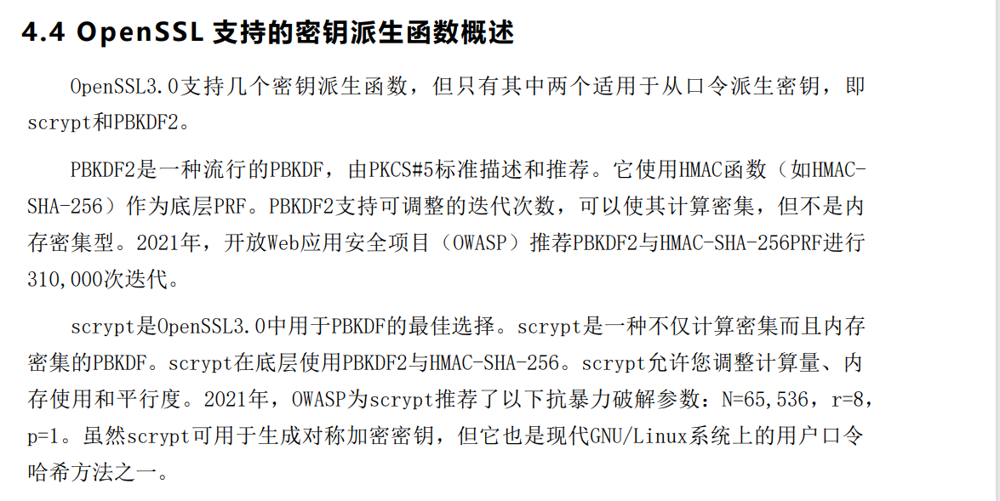 4.4 OpenSSL 支持的密钥派生函数概述
OpenSSL3.0支持几个密钥派生函数，但只有其中两个适用于从口令派生密钥，即
scrypt和PBKDF2。
PBKDF2是一种流行的PBKDF，由PKCS#5标准描述和推荐。它使用HMAC函数（如HMAC-
SHA-256）作为底层PRF。PBKDF2支持可调整的迭代次数，可以使其计算密集，但不是内
存密集型。2021年，开放Web应用安全项目（OWASP）推荐PBKDF2与HMAC-SHA-256PRF进行
310,000次迭代。
scrypt是OpenSSL3.0中用于PBKDF的最佳选择。scrypt是一种不仅计算密集而且内存
密集的PBKDF。scrypt在底层使用PBKDF2与HMAC-SHA-256。scrypt允许您调整计算量、内
存使用和平行度。2021年，OWASP为scrypt推荐了以下抗暴力破解参数：N=65,536，r=8，
p=1。虽然scrypt可用于生成对称加密密钥，但它也是现代GNU/Linux系统上的用户口令
哈希方法之一。